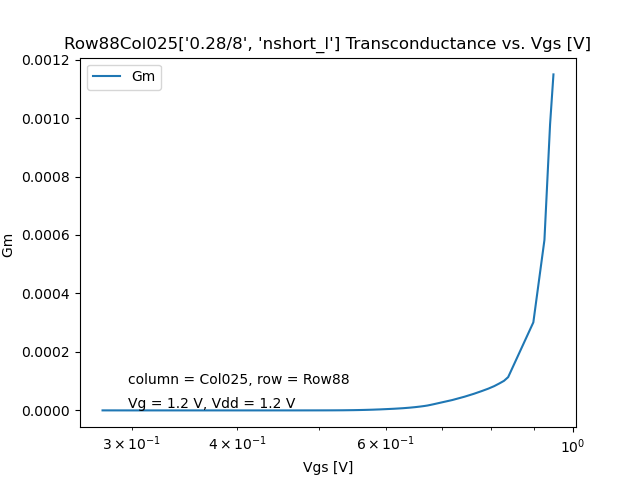 Row88Col025['0.28/8', 'nshort_l'] Transconductance vs. Vgs [V]
Gm
0.0012
0.0010
0.0008
0.0006
0.0004
0.0002
0.0000
Gm
column = Col025, row = Row88
Vg = 1.2 V, Vdd = 1.2 V
3 × 10⁻¹
4 × 10⁻¹
6 × 10⁻¹
10⁰
Vgs [V]